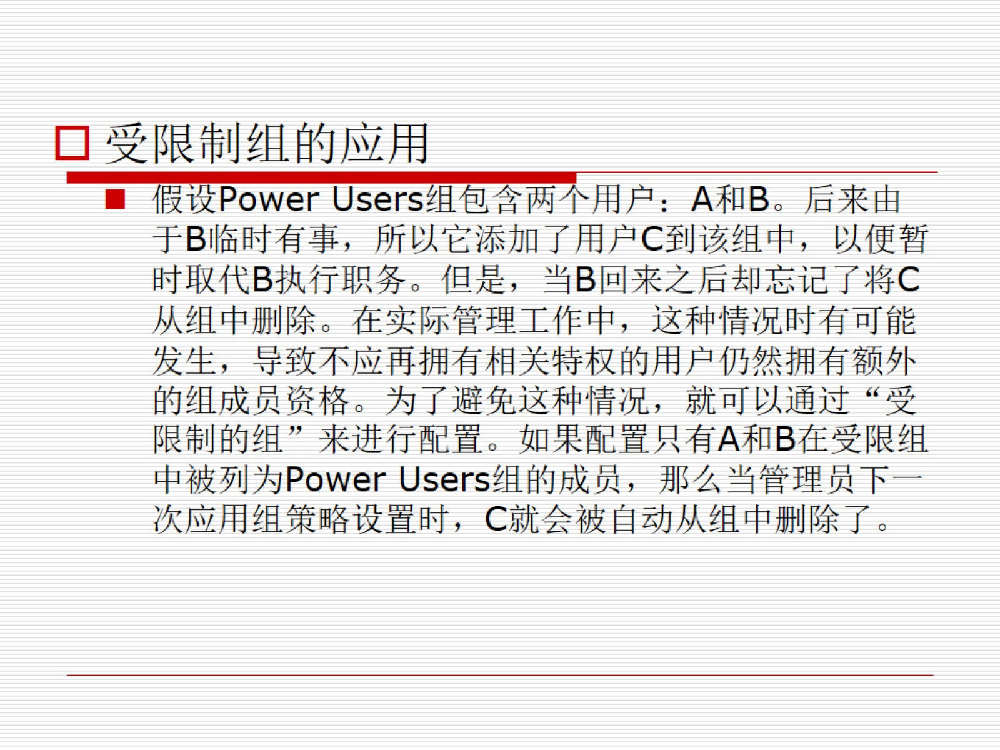 受限制组的应用
假设Power Users组包含两个用户：A和B。后来由
于B临时有事，所以它添加了用户C到该组中，以便暂
时取代B执行职务。但是，当B回来之后却忘记了将C
从组中删除。在实际管理工作中，这种情况时有可能
发生，导致不应再拥有相关特权的用户仍然拥有额外
的组成员资格。为了避免这种情况，就可以通过“受
限制的组”来进行配置。如果配置只有A和B在受限组
中被列为Power Users组的成员，那么当管理员下一
次应用组策略设置时，C就会被自动从组中删除了。